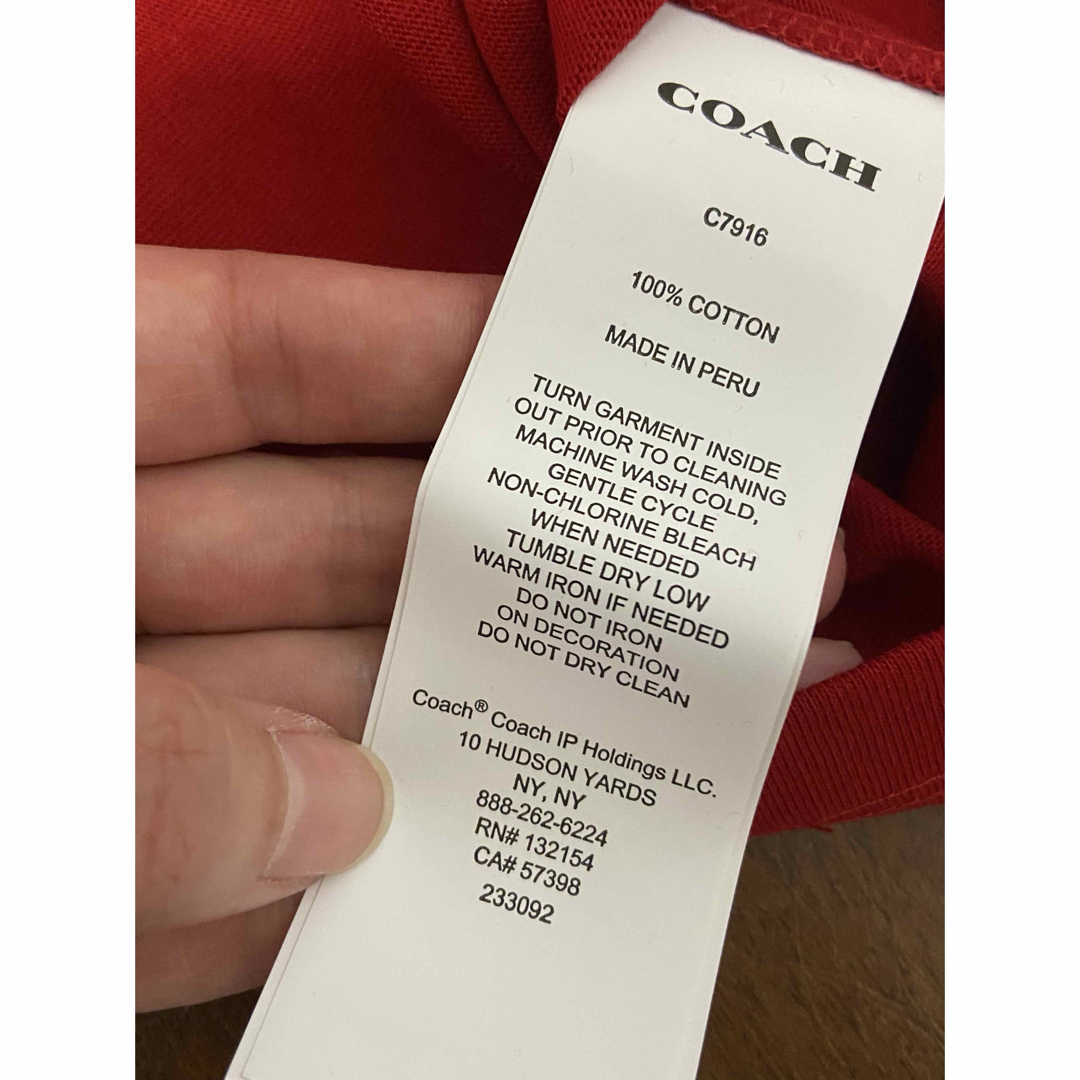 COACH
C7916
100% COTTON
MADE IN PERU
TURN GARMENT INSIDE
OUT PRIOR TO CLEANING
MACHINE WASH COLD,
GENTLE CYCLE
NON-CHLORINE BLEACH
WHEN NEEDED
TUMBLE DRY LOW
WARM IRON IF NEEDED
DO NOT IRON
ON DECORATION
DO NOT DRY CLEAN
Coach® Coach IP Holdings LLC.
10 HUDSON YARDS
NY, NY
888-262-6224
RN# 132154
CA# 57398
233092